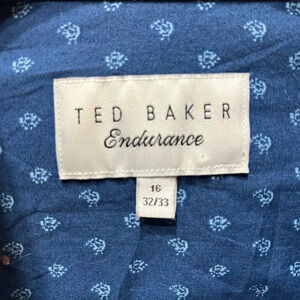 TED BAKER
Endurance
16
32/33